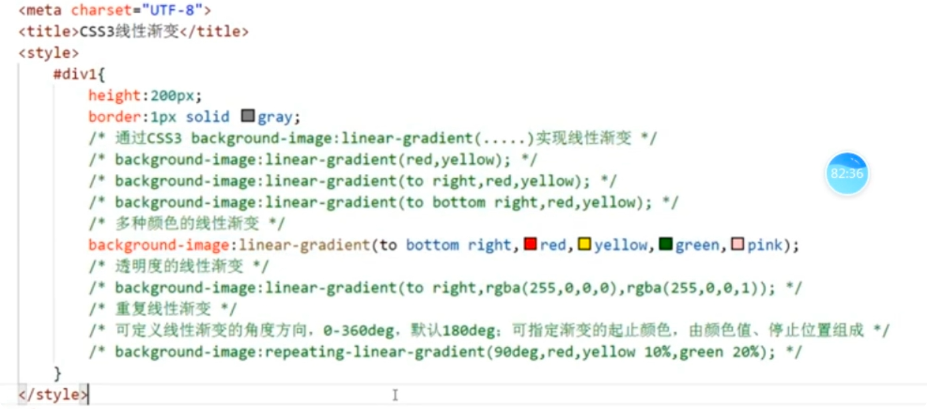 <meta charset="UTF-8">
<title>CSS3线性渐变</title>
<style>
#div1{
height:200px;
border:1px solid gray;
/* 通过CSS3 background-image:linear-gradient(.....)实现线性渐变 */
/* background-image:linear-gradient(red,yellow); */
/* background-image:linear-gradient(to right,red,yellow); */
/* background-image:linear-gradient(to bottom right,red,yellow); */
/* 多种颜色的线性渐变 */
background-image:linear-gradient(to bottom right,red,yellow,green,pink);
/* 透明度的线性渐变 */
/* background-image:linear-gradient(to right,rgba(255,0,0,0),rgba(255,0,0,1)); */
/* 重复线性渐变 */
/* 可定义线性渐变的角度方向，0-360deg，默认180deg；可指定渐变的起止颜色，由颜色值、停止位置组成 */
/* background-image:repeating-linear-gradient(90deg,red,yellow 10%,green 20%); */
}
</style>
82:36